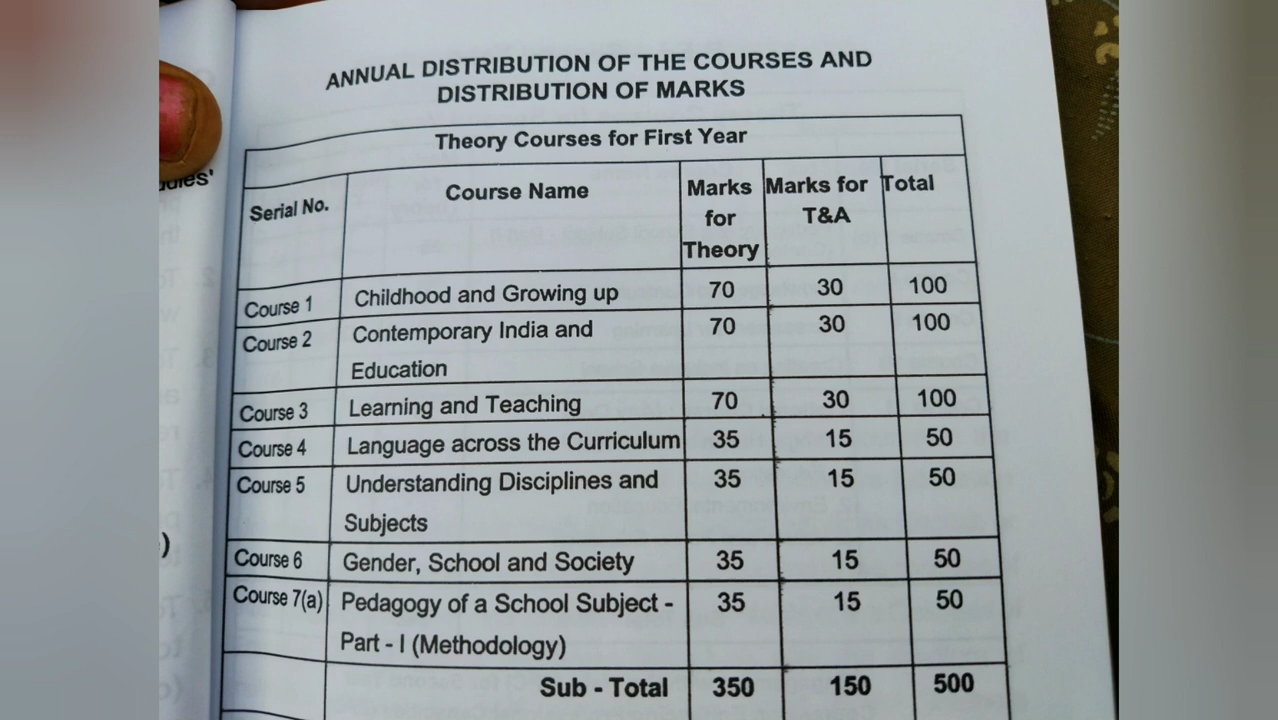 ANNUAL DISTRIBUTION OF THE COURSES AND
DISTRIBUTION OF MARKS
Theory Courses for First Year
Serial No. Course Name Marks for Theory Marks for T&A Total
Course 1 Childhood and Growing up 70 30 100
Course 2 Contemporary India and 70 30 100
Education
Course 3 Learning and Teaching 70 30 100
Course 4 Language across the Curriculum 35 15 50
Course 5 Understanding Disciplines and 35 15 50
Subjects
Course 6 Gender, School and Society 35 15 50
Course 7(a) Pedagogy of a School Subject - 35 15 50
Part - I (Methodology)
Sub - Total 350 150 500